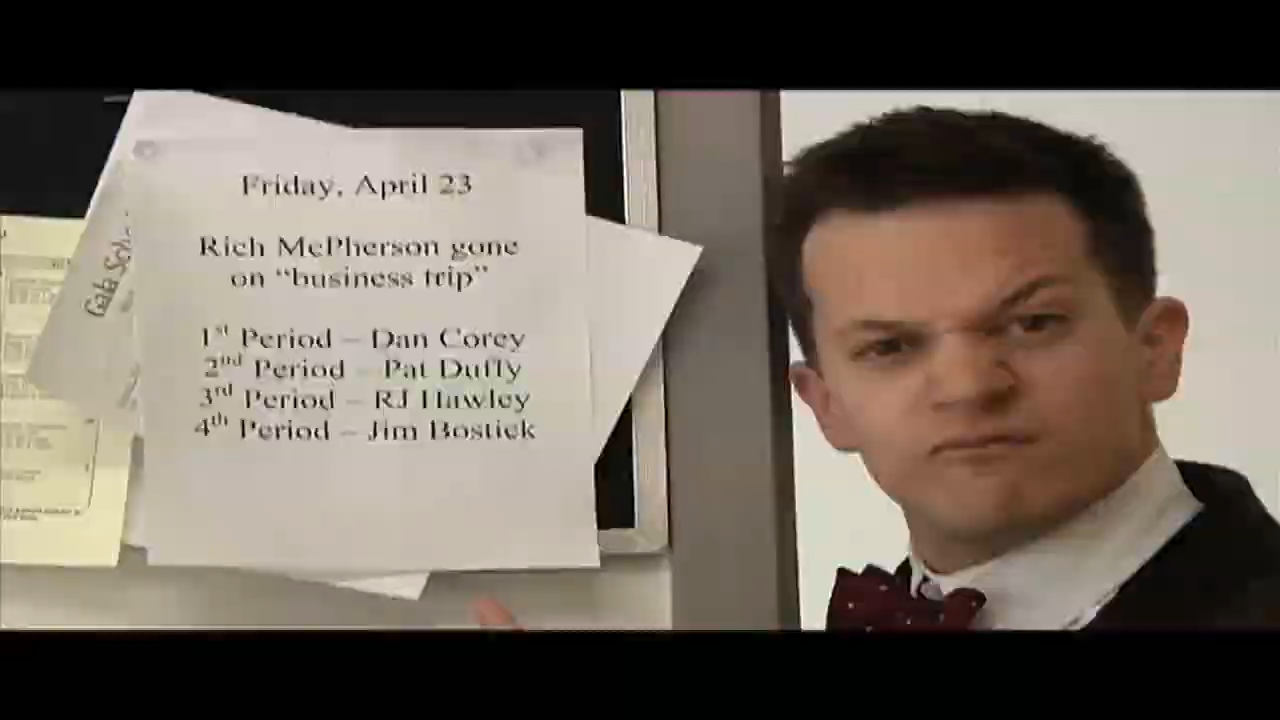 Friday, April 23
Rich McPherson gone
on “business trip”
1st Period – Dan Corey
2nd Period – Pat Duffy
3rd Period – RJ Hawley
4th Period – Jim Bostick
Gala